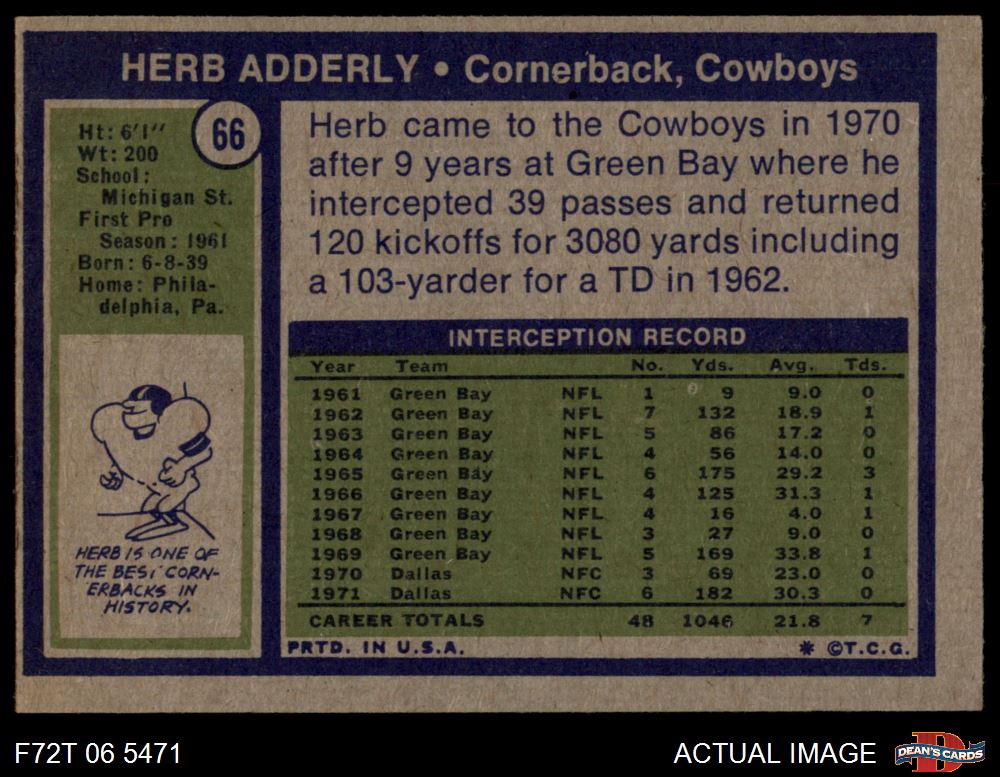 HERB ADDERLY • Cornerback, Cowboys
66
Ht: 6'1"
Wt: 200
School:
Michigan St.
First Pro
Season: 1961
Born: 6-8-39
Home: Phila-
delphia, Pa.
HERB IS ONE OF
THE BEST CORN-
ERBACKS IN
HISTORY.
Herb came to the Cowboys in 1970
after 9 years at Green Bay where he
intercepted 39 passes and returned
120 kickoffs for 3080 yards including
a 103-yarder for a TD in 1962.
INTERCEPTION RECORD
Year Team No. Yds. Avg. Tds.
1961 Green Bay NFL 1 9 9.0 0
1962 Green Bay NFL 7 132 18.9 1
1963 Green Bay NFL 5 86 17.2 0
1964 Green Bay NFL 4 56 14.0 0
1965 Green Bay NFL 6 175 29.2 3
1966 Green Bay NFL 4 125 31.3 1
1967 Green Bay NFL 4 16 4.0 1
1968 Green Bay NFL 3 27 9.0 0
1969 Green Bay NFL 5 169 33.8 1
1970 Dallas NFC 3 69 23.0 0
1971 Dallas NFC 6 182 30.3 0
CAREER TOTALS 48 1046 21.8 7
PRTD. IN U.S.A. * ©T.C.G.
F72T 06 5471 ACTUAL IMAGE DEAN'S CARDS